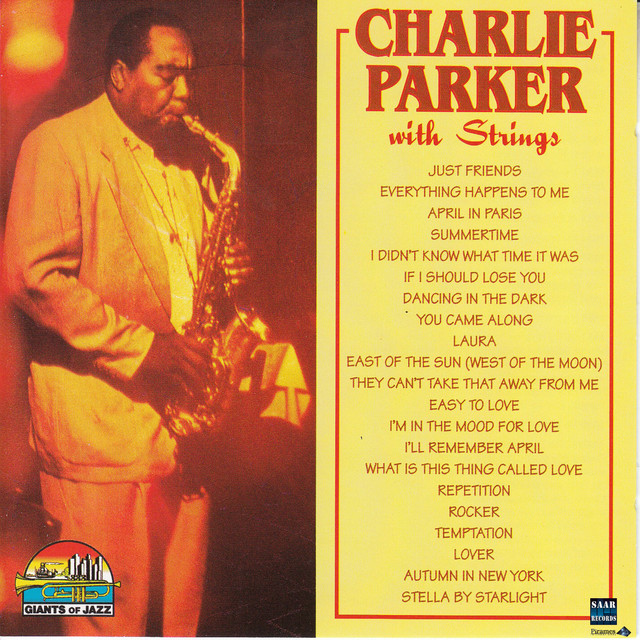 CHARLIE
PARKER
with Strings
JUST FRIENDS
EVERYTHING HAPPENS TO ME
APRIL IN PARIS
SUMMERTIME
I DIDN'T KNOW WHAT TIME IT WAS
IF I SHOULD LOSE YOU
DANCING IN THE DARK
YOU CAME ALONG
LAURA
EAST OF THE SUN (WEST OF THE MOON)
THEY CAN'T TAKE THAT AWAY FROM ME
EASY TO LOVE
I'M IN THE MOOD FOR LOVE
I'LL REMEMBER APRIL
WHAT IS THIS THING CALLED LOVE
REPETITION
ROCKER
TEMPTATION
LOVER
AUTUMN IN NEW YORK
STELLA BY STARLIGHT
GIANTS OF JAZZ
SAAR
RECORDS